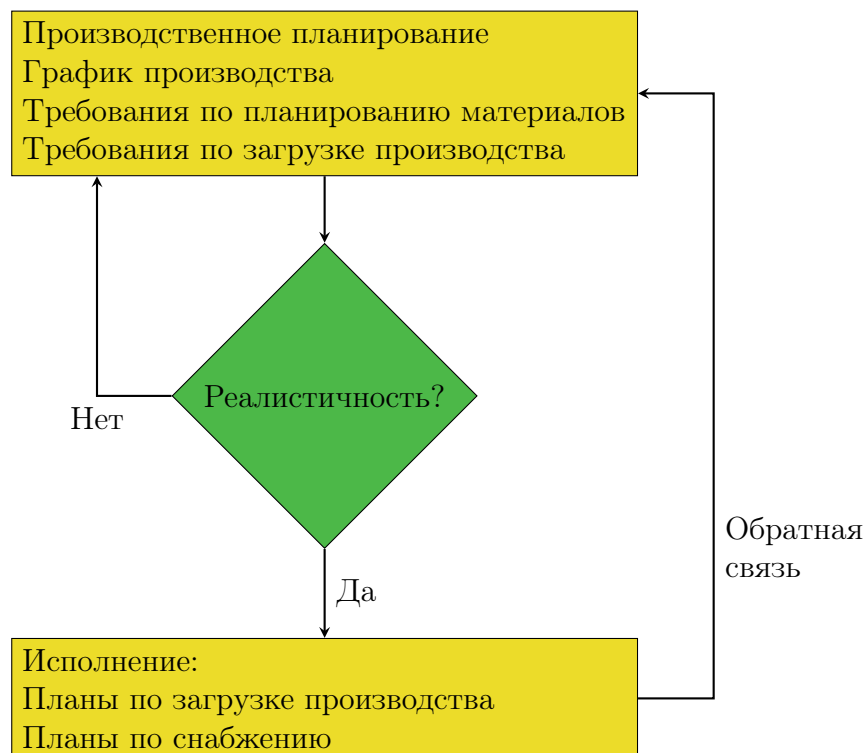 Производственное планирование
График производства
Требования по планированию материалов
Требования по загрузке производства
Реалистичность?
Нет
Да
Обратная
связь
Исполнение:
Планы по загрузке производства
Планы по снабжению